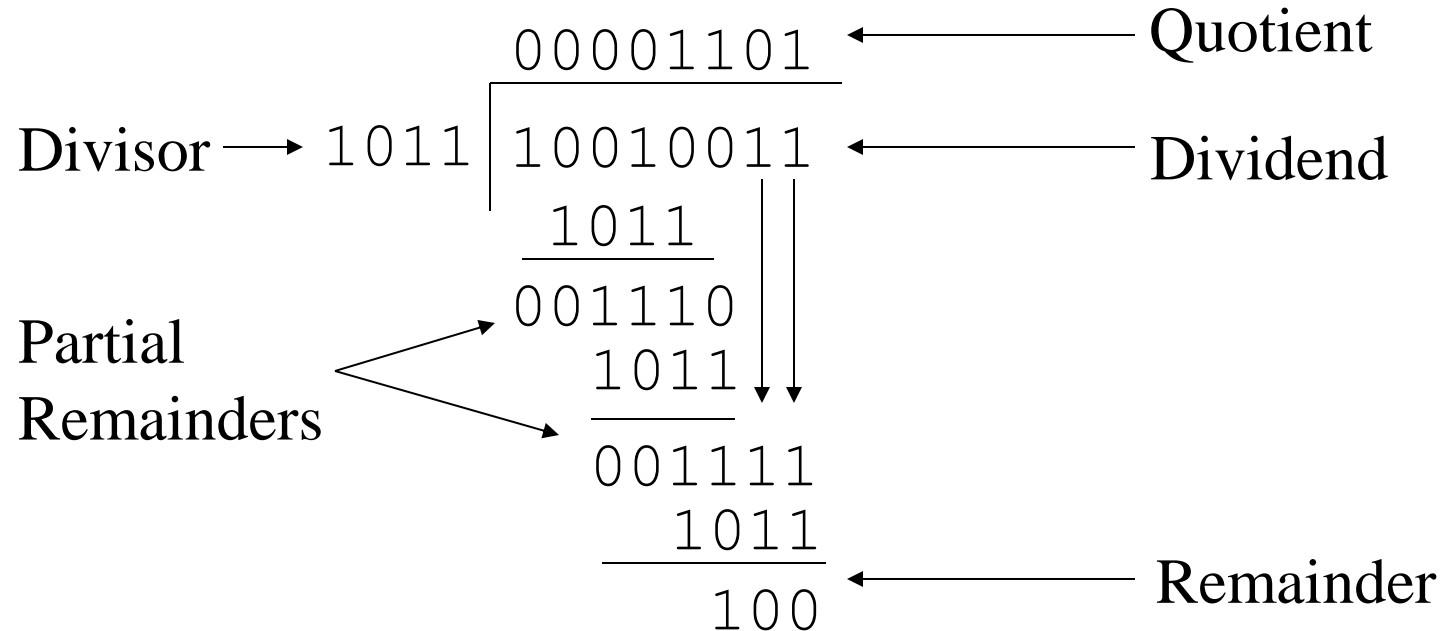 00001101 Quotient
Divisor 1011 10010011 Dividend
1011
001110
Partial
Remainders
1011
001111
1011
100 Remainder